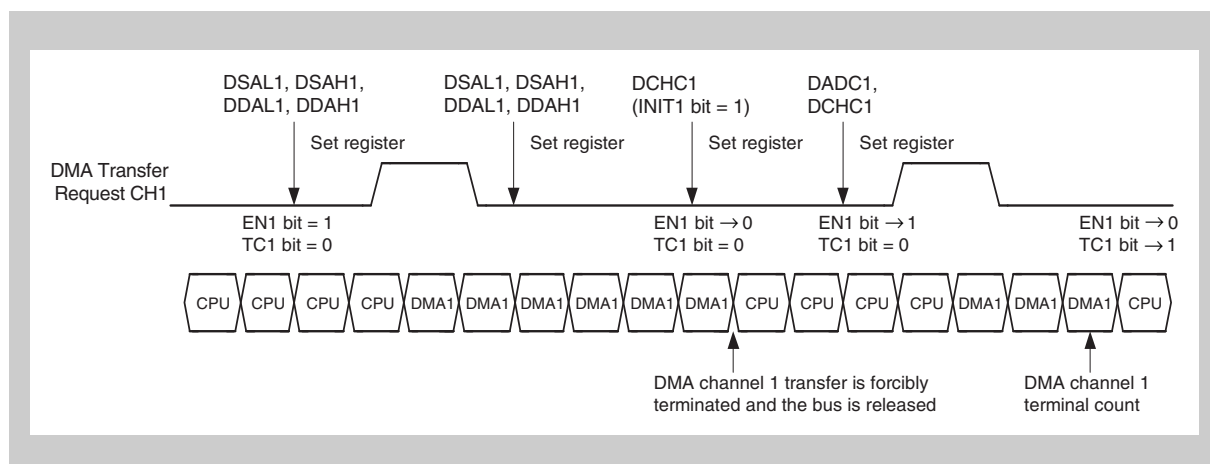 DSAL1, DSAH1,
DDAL1, DDAH1
DSAL1, DSAH1,
DDAL1, DDAH1
DCHC1
(INIT1 bit = 1)
DADC1,
DCHC1
Set register
Set register
Set register
Set register
DMA Transfer
Request CH1
EN1 bit = 1
TC1 bit = 0
EN1 bit → 0
TC1 bit = 0
EN1 bit → 1
TC1 bit = 0
EN1 bit → 0
TC1 bit → 1
CPU CPU CPU CPU DMA1 DMA1 DMA1 DMA1 DMA1 DMA1 CPU CPU CPU CPU DMA1 DMA1 DMA1 CPU
DMA channel 1 transfer is forcibly
terminated and the bus is released
DMA channel 1
terminal count